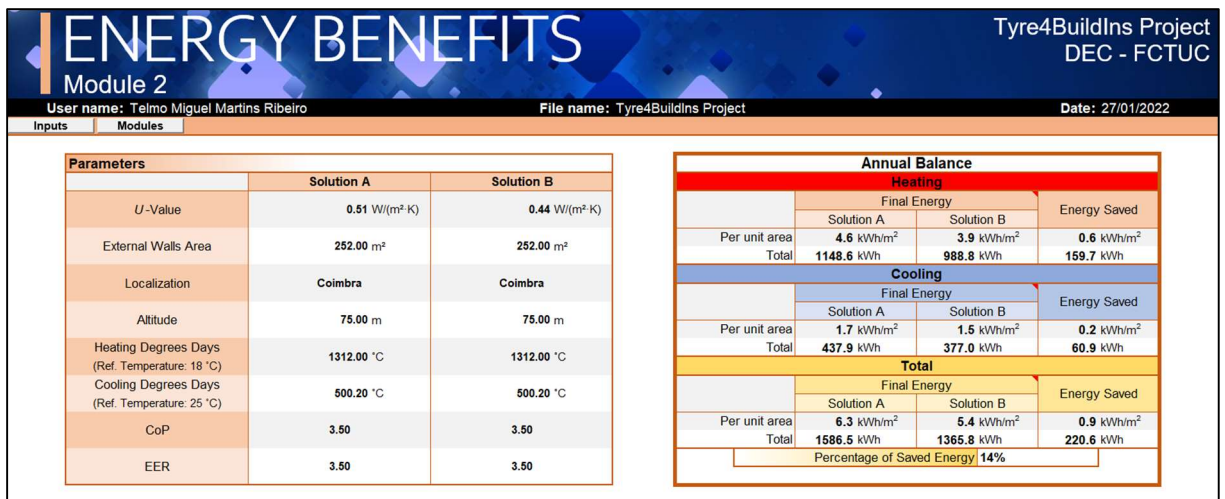 ENERGY BENEFITS
Module 2
Tyre4BuildIns Project
DEC - FCTUC
User name: Telmo Miguel Martins Ribeiro File name: Tyre4BuildIns Project Date: 27/01/2022
Inputs Modules
Parameters
Solution A Solution B
U-Value 0.51 W/(m²·K) 0.44 W/(m²·K)
External Walls Area 252.00 m² 252.00 m²
Localization Coimbra Coimbra
Altitude 75.00 m 75.00 m
Heating Degrees Days
(Ref. Temperature: 18 °C) 1312.00 °C 1312.00 °C
Cooling Degrees Days
(Ref. Temperature: 25 °C) 500.20 °C 500.20 °C
CoP 3.50 3.50
EER 3.50 3.50
Annual Balance
Heating
Final Energy Energy Saved
Solution A Solution B
Per unit area 4.6 kWh/m² 3.9 kWh/m² 0.6 kWh/m²
Total 1148.6 kWh 988.8 kWh 159.7 kWh
Cooling
Final Energy Energy Saved
Solution A Solution B
Per unit area 1.7 kWh/m² 1.5 kWh/m² 0.2 kWh/m²
Total 437.9 kWh 377.0 kWh 60.9 kWh
Total
Final Energy Energy Saved
Solution A Solution B
Per unit area 6.3 kWh/m² 5.4 kWh/m² 0.9 kWh/m²
Total 1586.5 kWh 1365.8 kWh 220.6 kWh
Percentage of Saved Energy 14%